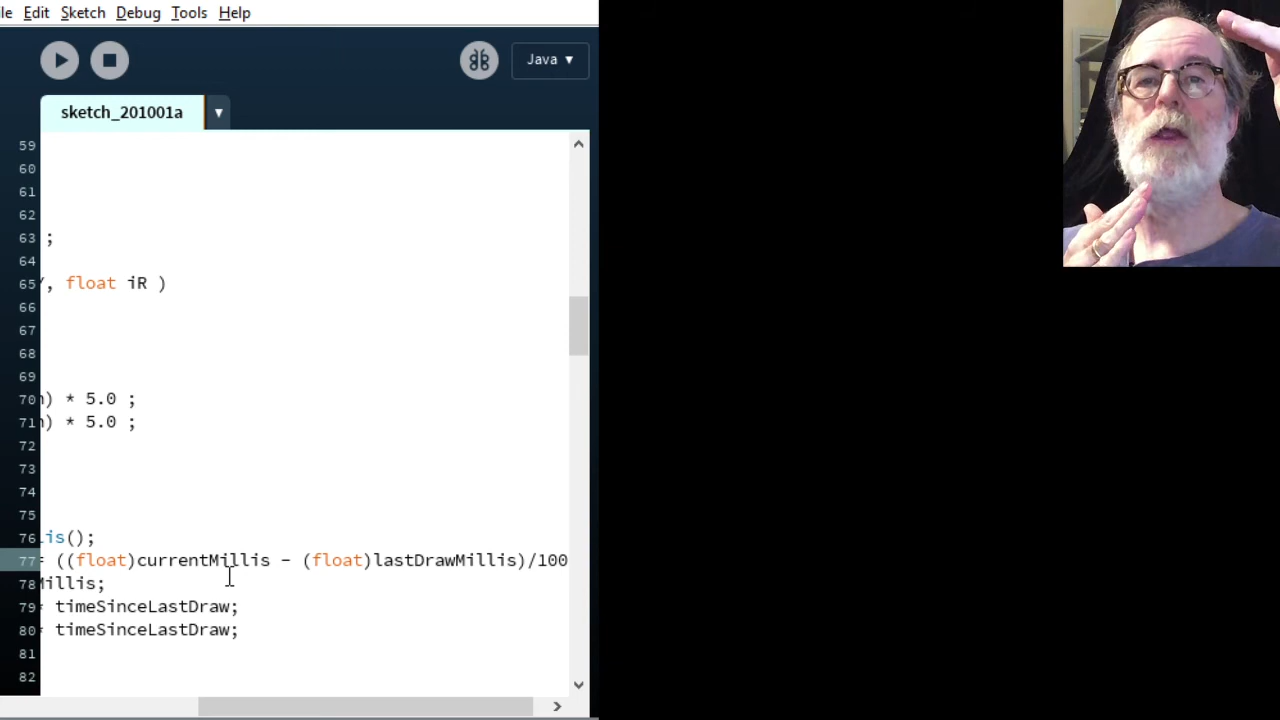 le Edit Sketch Debug Tools Help
Java ▼
sketch_201001a ▼
59
60
61
62
63 ;
64
65 , float iR )
66
67
68
69
70 ) * 5.0 ;
71 ) * 5.0 ;
72
73
74
75
76 lis();
77 ((float)currentMillis - (float)lastDrawMillis)/100
78 Millis;
79 timeSinceLastDraw;
80 timeSinceLastDraw;
81
82